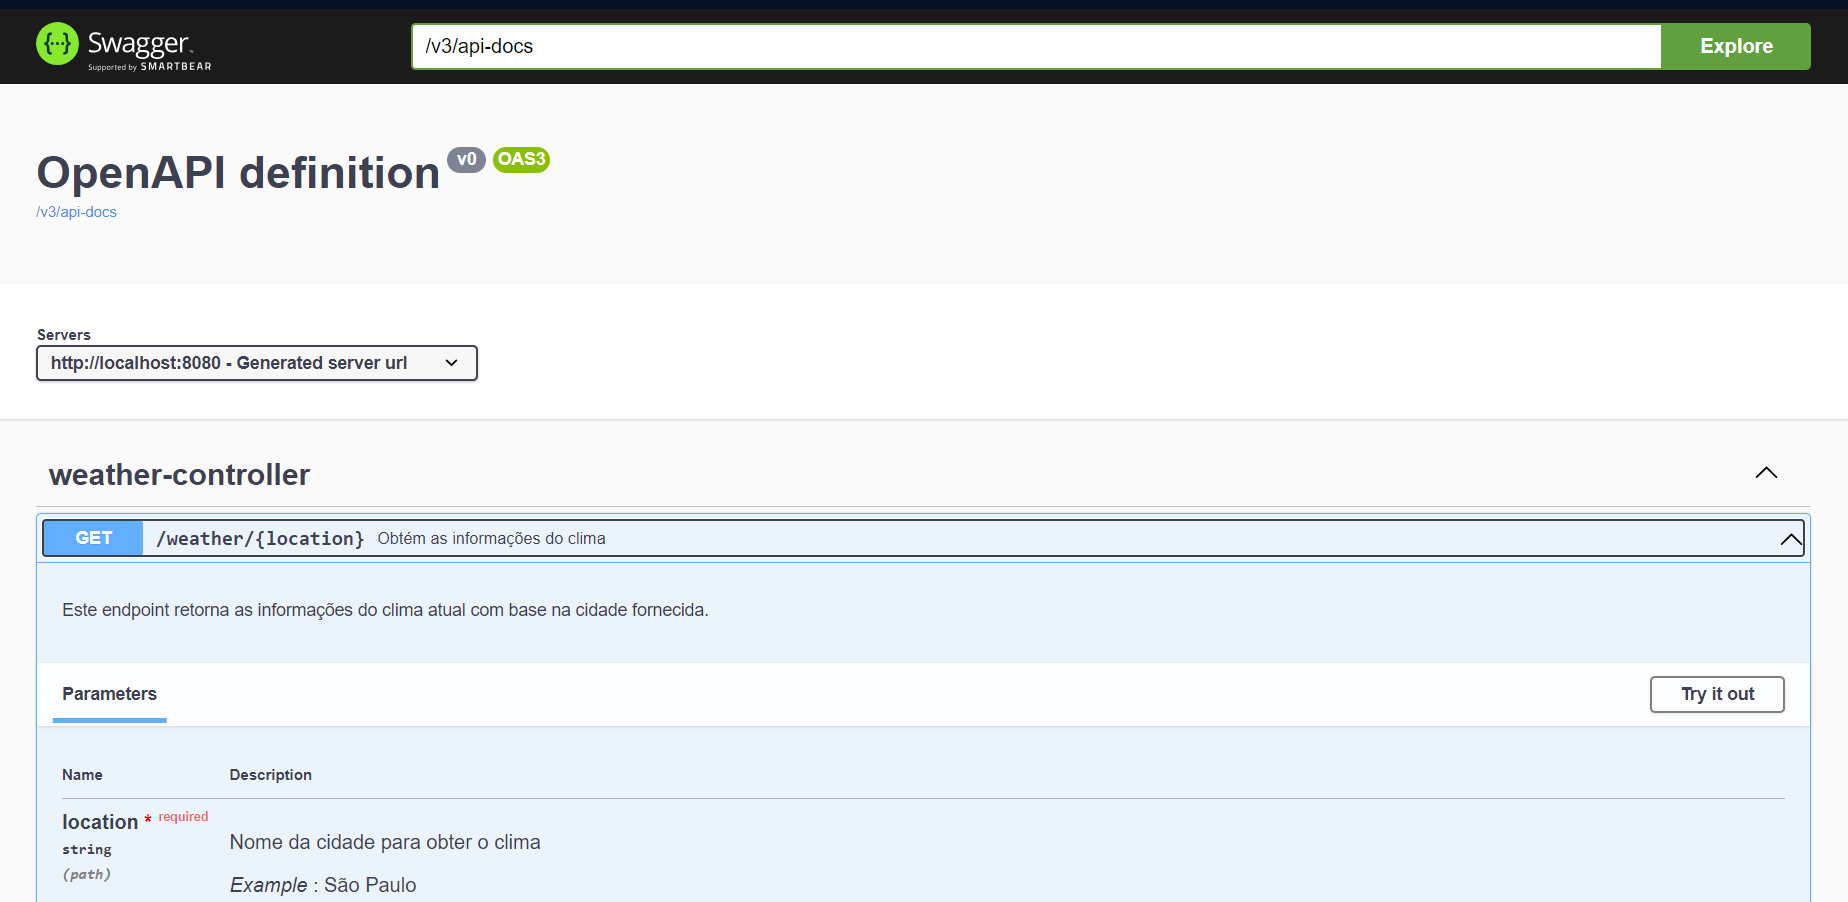 {···} Swagger™
Supported by SMARTBEAR
/v3/api-docs
Explore
OpenAPI definition v0 OAS3
/v3/api-docs
Servers
http://localhost:8080 - Generated server url
weather-controller
GET /weather/{location} Obtém as informações do clima
Este endpoint retorna as informações do clima atual com base na cidade fornecida.
Parameters
Try it out
Name Description
location * required
string
(path)
Nome da cidade para obter o clima
Example : São Paulo